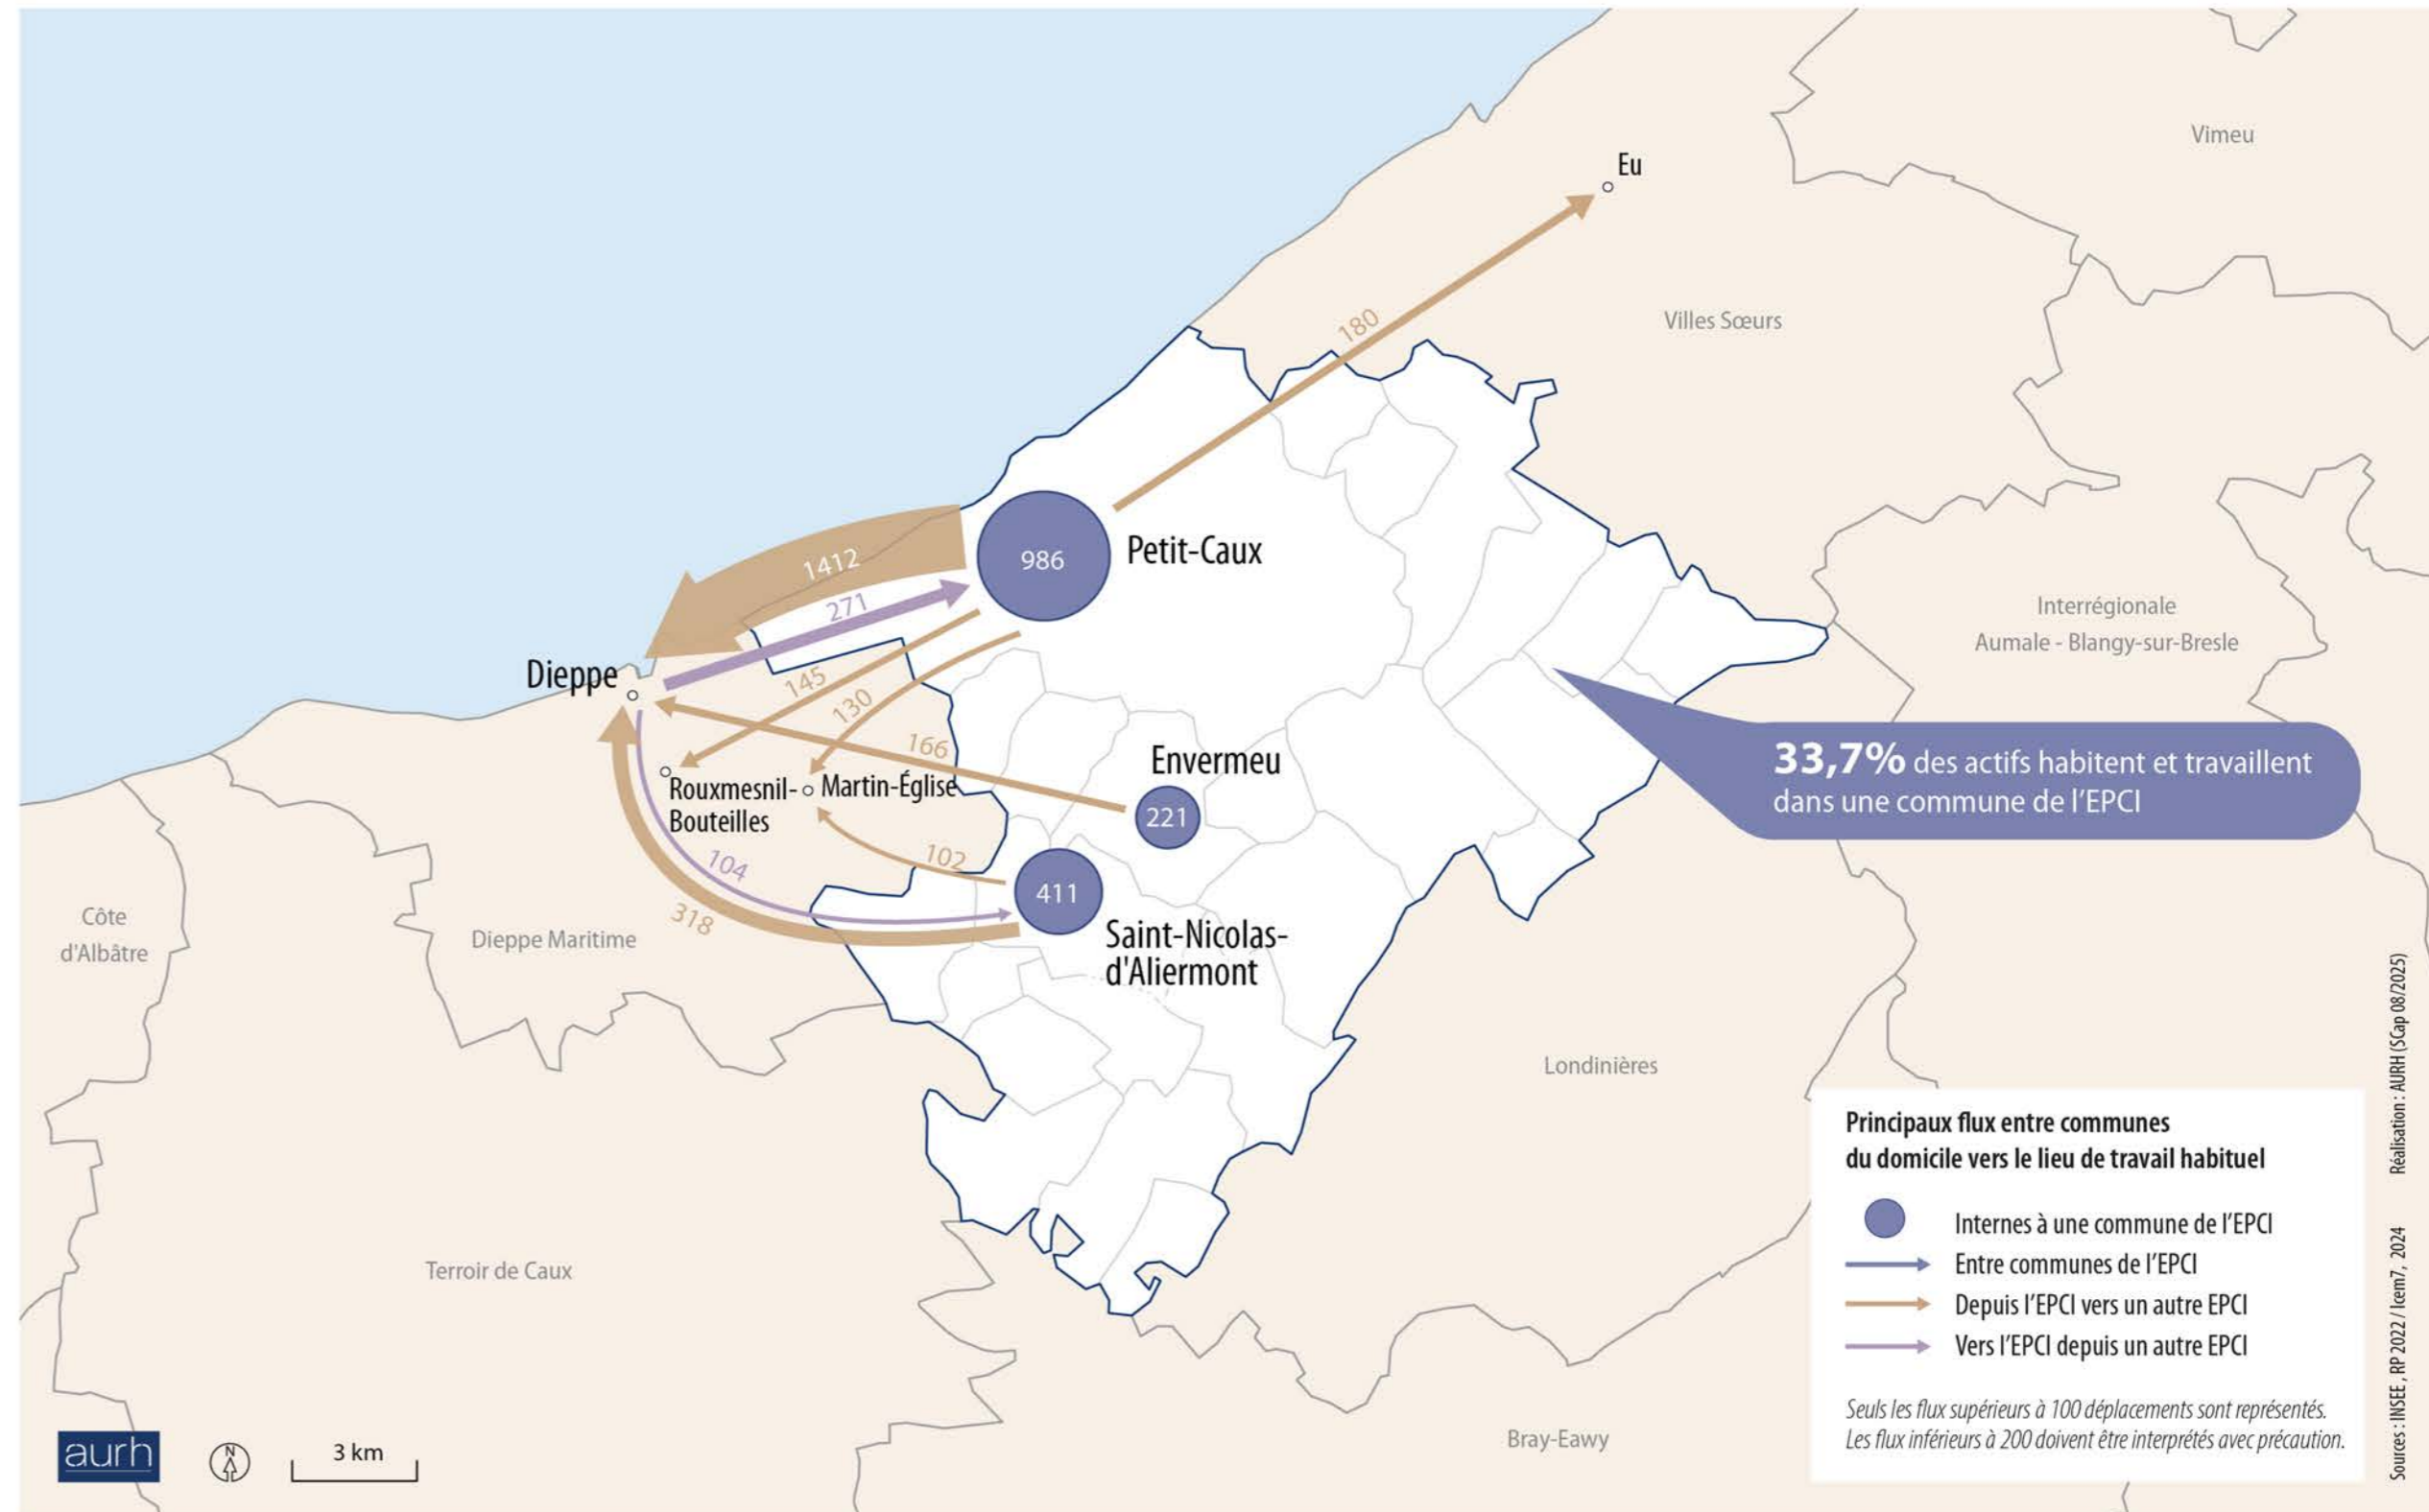 Vimeu
Eu
Villes Sœurs
180
Petit-Caux
986
1412
271
Interrégionale
Aumale - Blangy-sur-Bresle
Dieppe
145
130
166
33,7% des actifs habitent et travaillent
dans une commune de l'EPCI
Envermeu
221
Rouxmesnil-
Bouteilles
Martin-Église
102
104
318
411
Saint-Nicolas-
d'Aliermont
Côte
d'Albâtre
Dieppe Maritime
Londinières
Terroir de Caux
Bray-Eawy
Principaux flux entre communes
du domicile vers le lieu de travail habituel
Internes à une commune de l'EPCI
Entre communes de l'EPCI
Depuis l'EPCI vers un autre EPCI
Vers l'EPCI depuis un autre EPCI
Seuls les flux supérieurs à 100 déplacements sont représentés.
Les flux inférieurs à 200 doivent être interprétés avec précaution.
aurh
N
3 km
Sources : INSEE , RP 2022 / Icem7, 2024
Réalisation : AURH (SCap 08/2025)